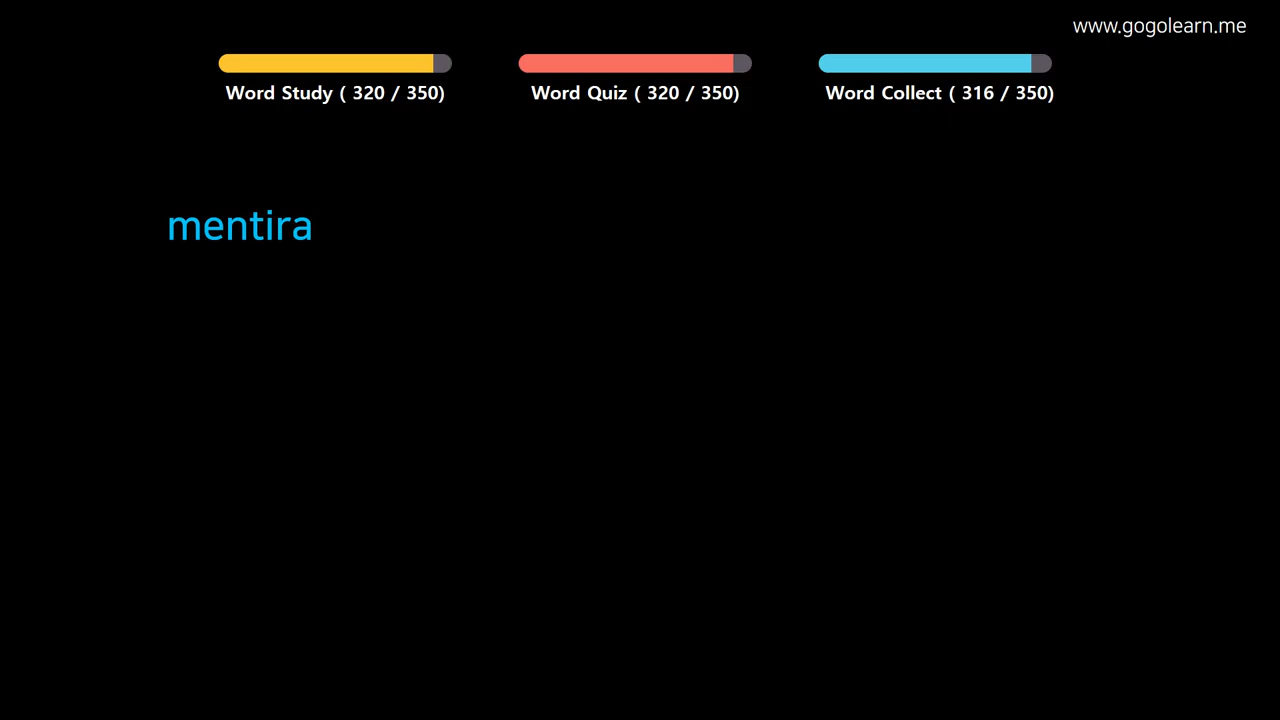 www.gogolearn.me
Word Study ( 320 / 350)
Word Quiz ( 320 / 350)
Word Collect ( 316 / 350)
mentira